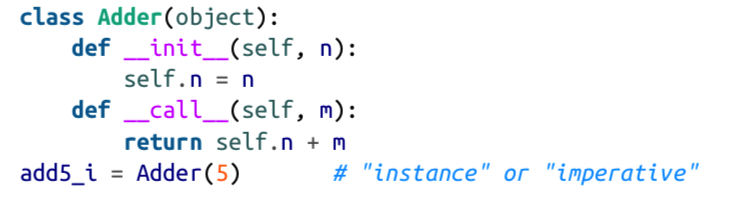 class Adder(object):
    def __init__(self, n):
        self.n = n
    def __call__(self, m):
        return self.n + m
add5_i = Adder(5)       # "instance" or "imperative"